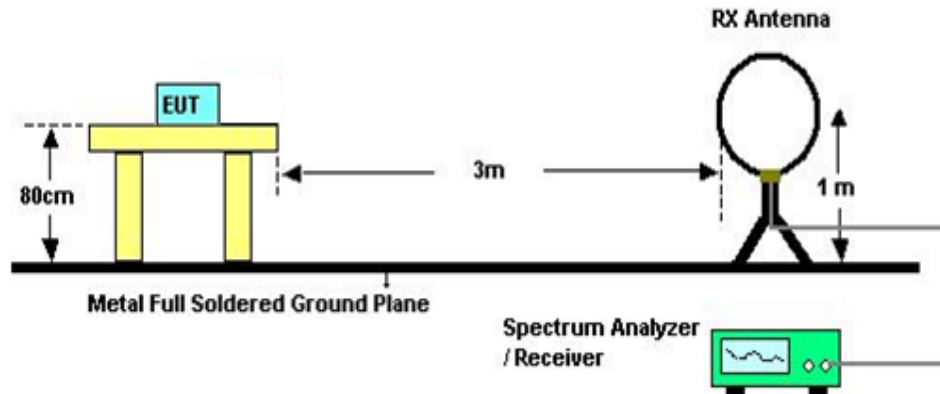 RX Antenna
EUT
3m
80cm
1 m
Metal Full Soldered Ground Plane
Spectrum Analyzer
/ Receiver